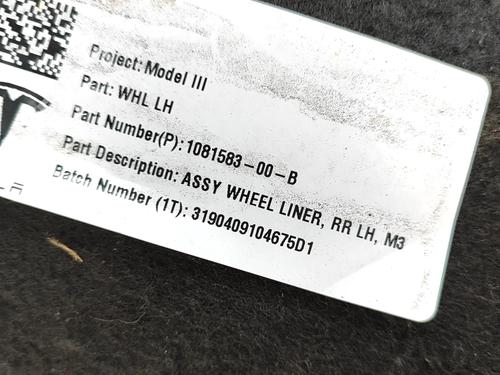 Project: Model III
Part: WHL LH
Part Number(P): 1081583-00-B
Part Description: ASSY WHEEL LINER, RR LH, M3
Batch Number (1T): 3190409104675D1